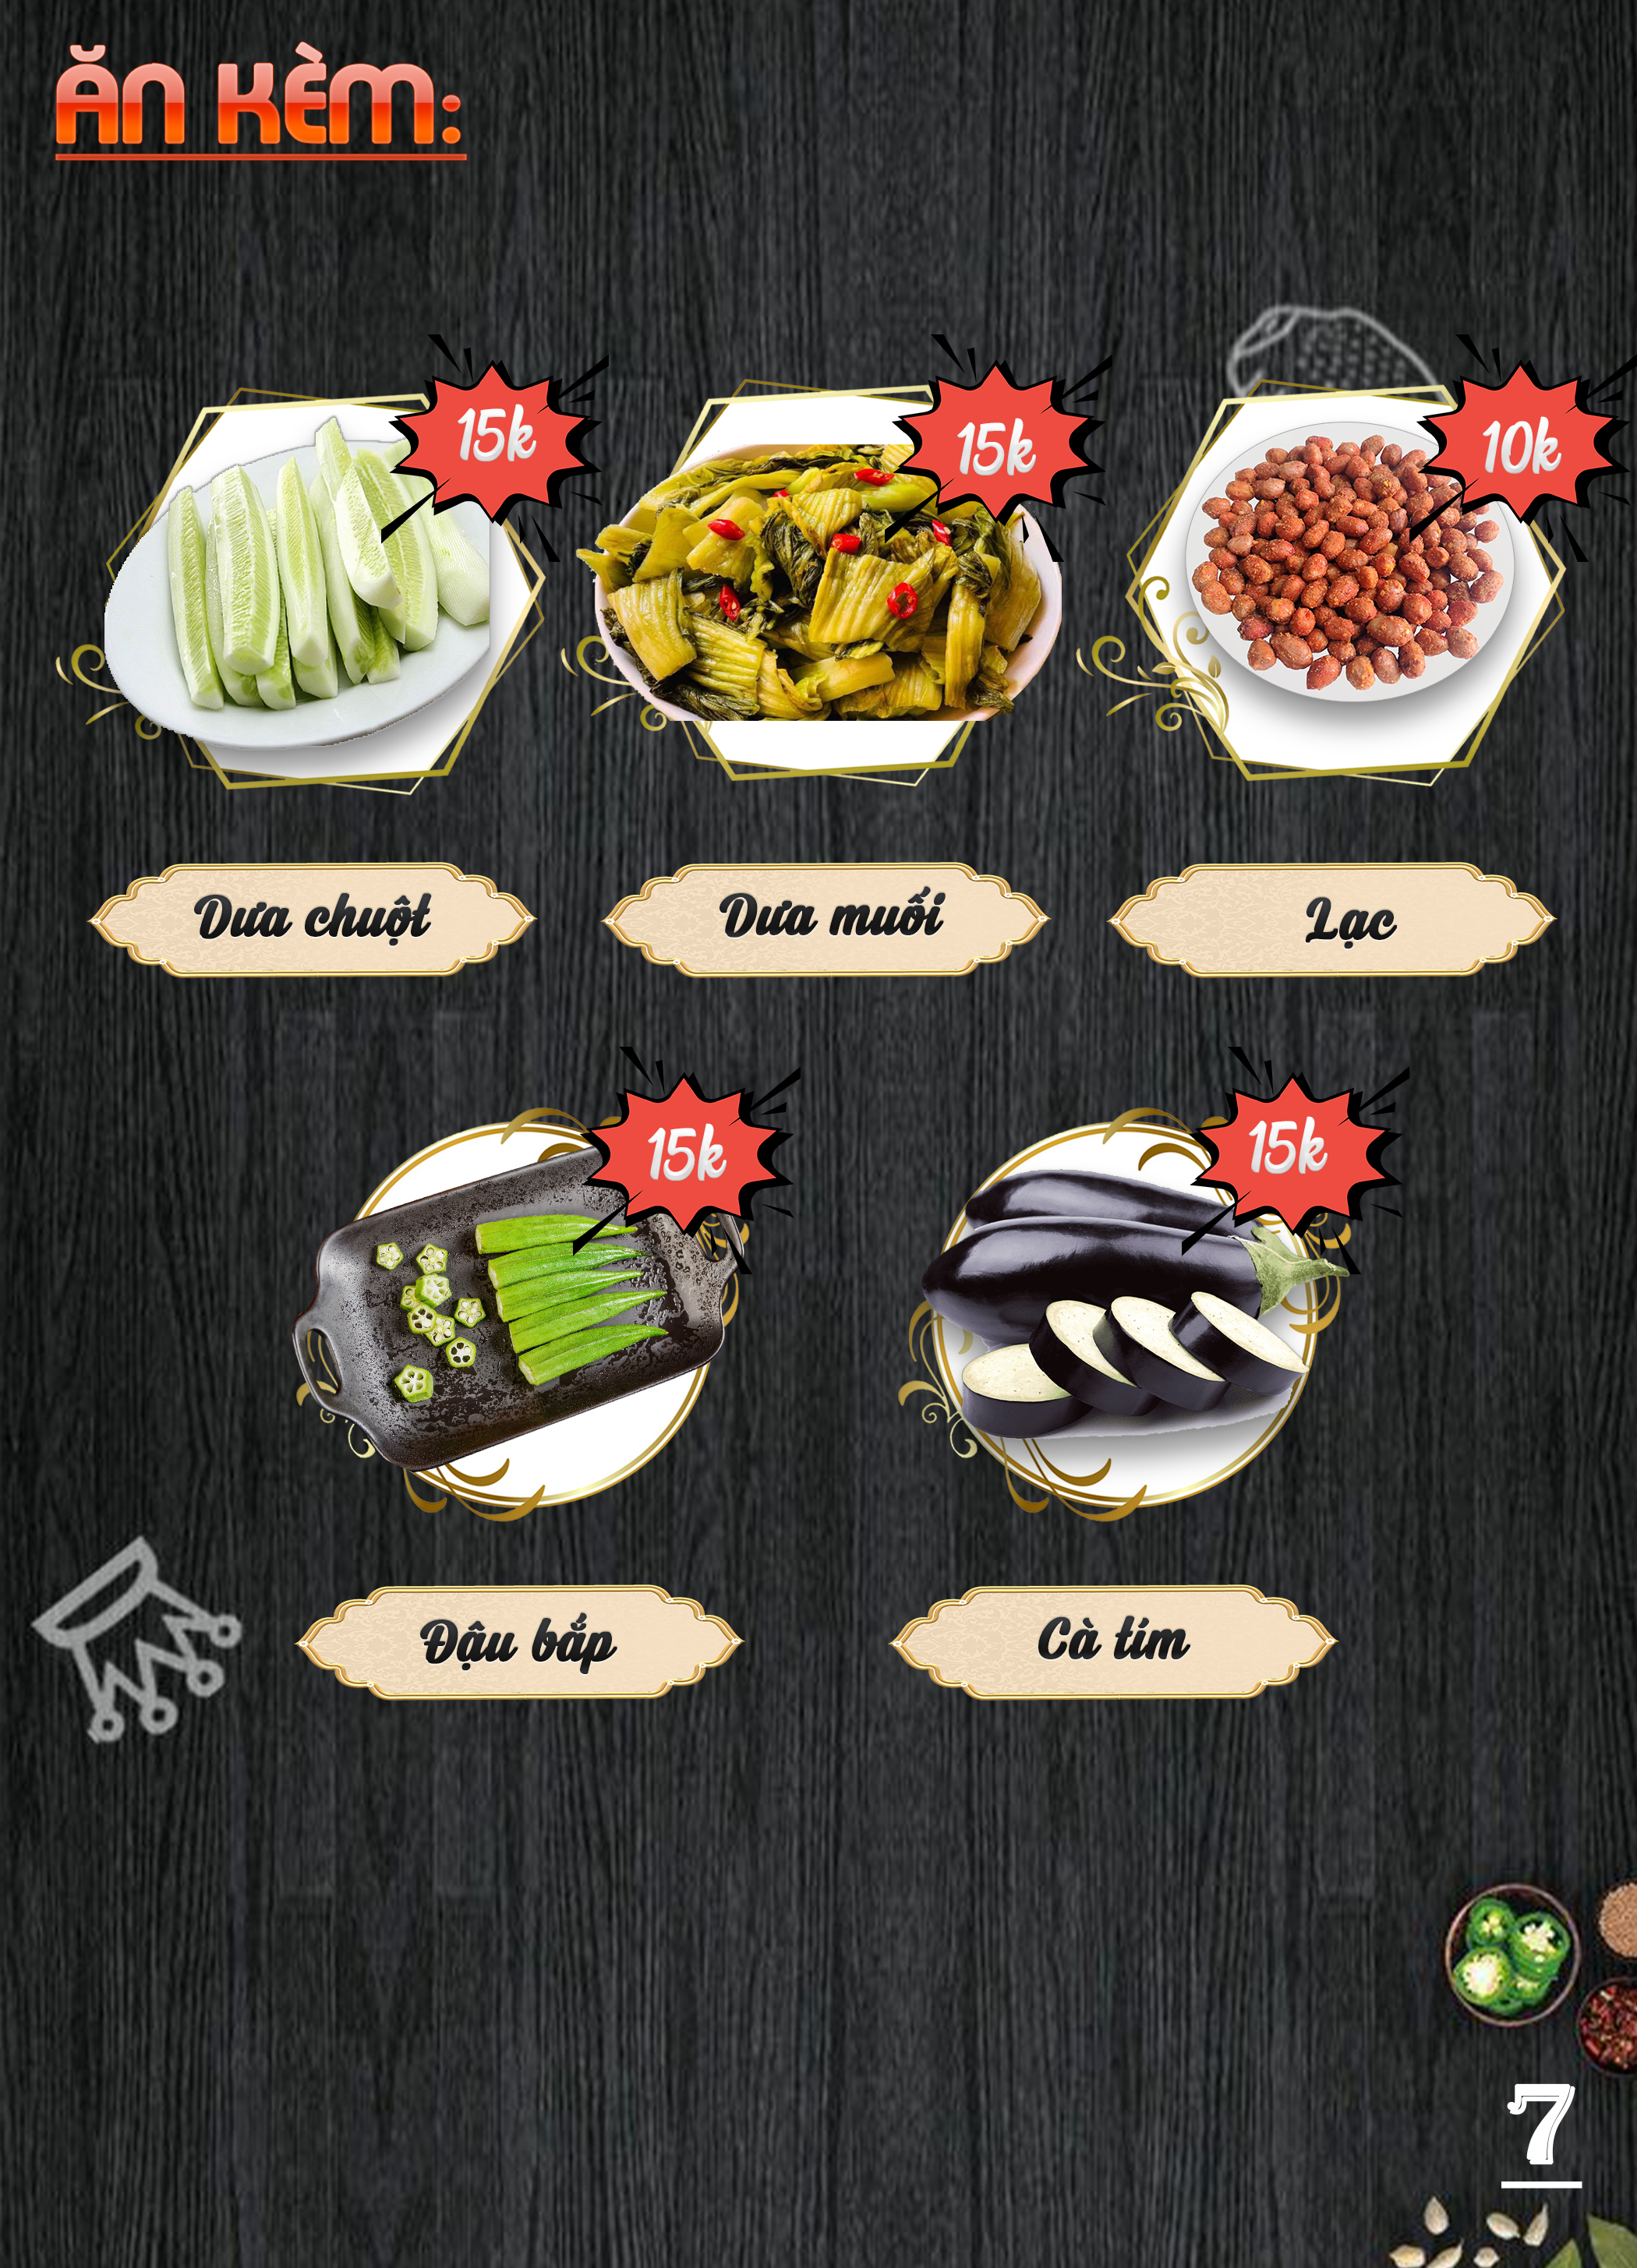 ĂN KÈM:
15k
15k
10k
Dưa chuột
Dưa muối
Lạc
15k
15k
Đậu bắp
Cà tím
7